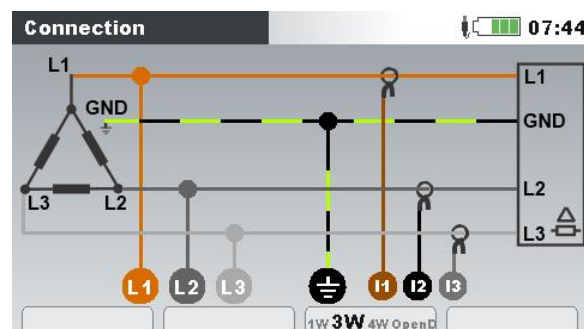 Connection 07:44
L1 L1
GND GND
L3 L2 L2
L3
L1 L2 L3 I1 I2 I3
1W 3W 4W OpenD